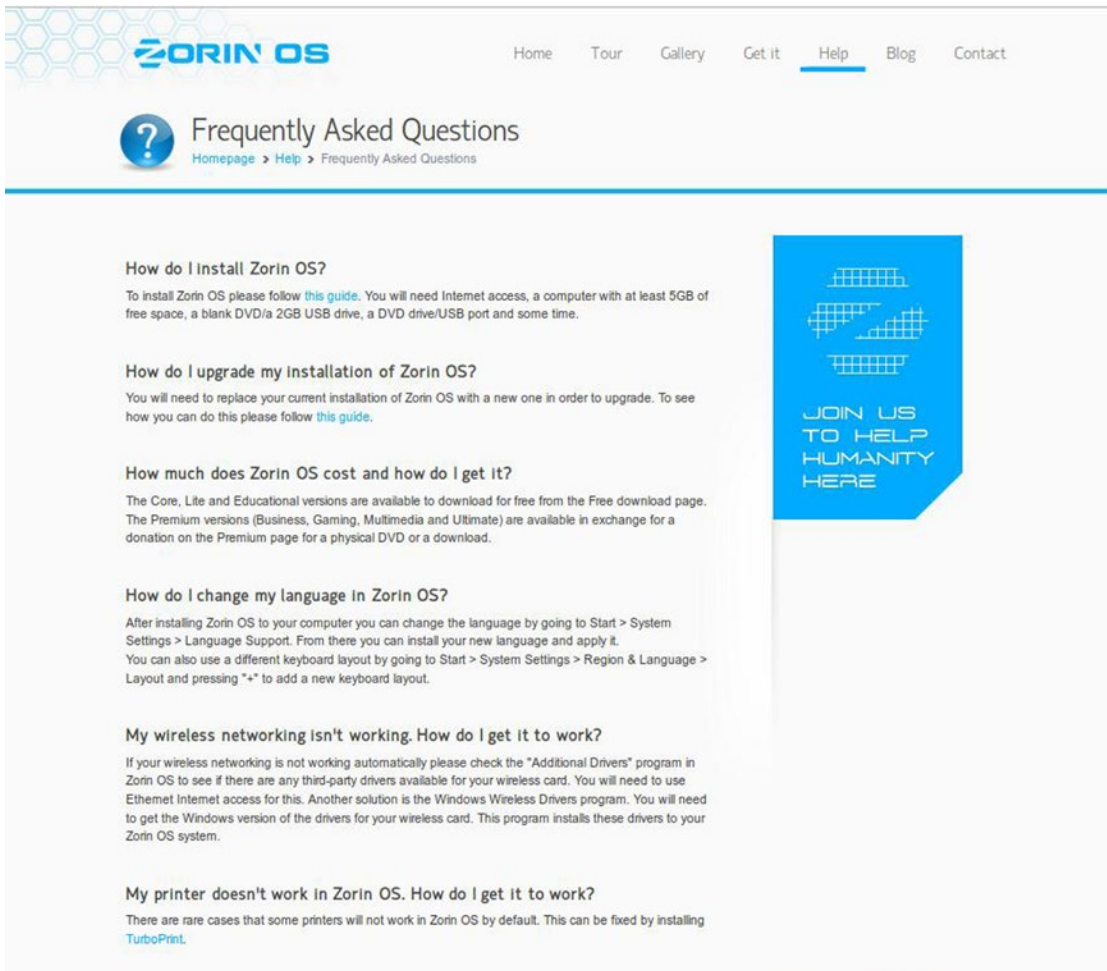 ZORIN OS
Home Tour Gallery Get it Help Blog Contact
Frequently Asked Questions
Homepage > Help > Frequently Asked Questions
How do I install Zorin OS?
To install Zorin OS please follow this guide. You will need Internet access, a computer with at least 5GB of
free space, a blank DVD/a 2GB USB drive, a DVD drive/USB port and some time.
How do I upgrade my installation of Zorin OS?
You will need to replace your current installation of Zorin OS with a new one in order to upgrade. To see
how you can do this please follow this guide.
How much does Zorin OS cost and how do I get it?
The Core, Lite and Educational versions are available to download for free from the Free download page.
The Premium versions (Business, Gaming, Multimedia and Ultimate) are available in exchange for a
donation on the Premium page for a physical DVD or a download.
How do I change my language in Zorin OS?
After installing Zorin OS to your computer you can change the language by going to Start > System
Settings > Language Support. From there you can install your new language and apply it.
You can also use a different keyboard layout by going to Start > System Settings > Region & Language >
Layout and pressing "+" to add a new keyboard layout.
My wireless networking isn't working. How do I get it to work?
If your wireless networking is not working automatically please check the "Additional Drivers" program in
Zorin OS to see if there are any third-party drivers available for your wireless card. You will need to use
Ethernet Internet access for this. Another solution is the Windows Wireless Drivers program. You will need
to get the Windows version of the drivers for your wireless card. This program installs these drivers to your
Zorin OS system.
My printer doesn't work in Zorin OS. How do I get it to work?
There are rare cases that some printers will not work in Zorin OS by default. This can be fixed by installing
TurboPrint.
JOIN US
TO HELP
HUMANITY
HERE